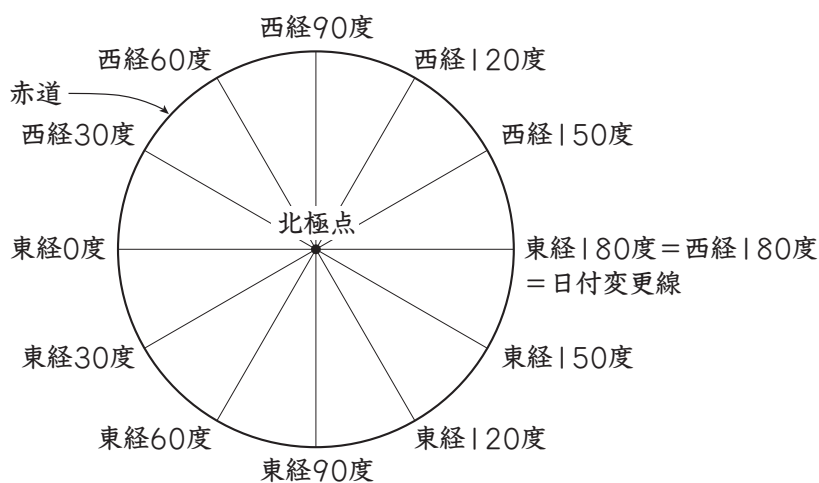 西経90度
西経60度
西経120度
赤道
西経30度
西経150度
北極点
東経0度
東経180度=西経180度
=日付変更線
東経30度
東経150度
東経60度
東経120度
東経90度